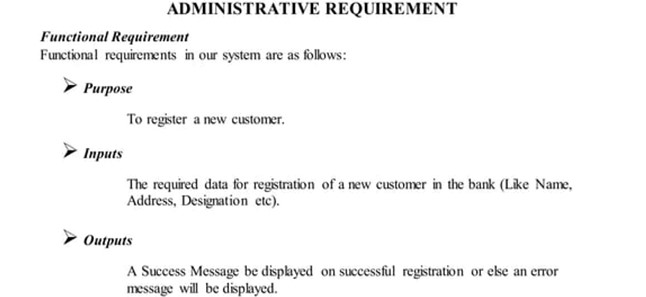 ADMINISTRATIVE REQUIREMENT
Functional Requirement
Functional requirements in our system are as follows:
Purpose
To register a new customer.
Inputs
The required data for registration of a new customer in the bank (Like Name,
Address, Designation etc).
Outputs
A Success Message be displayed on successful registration or else an error
message will be displayed.